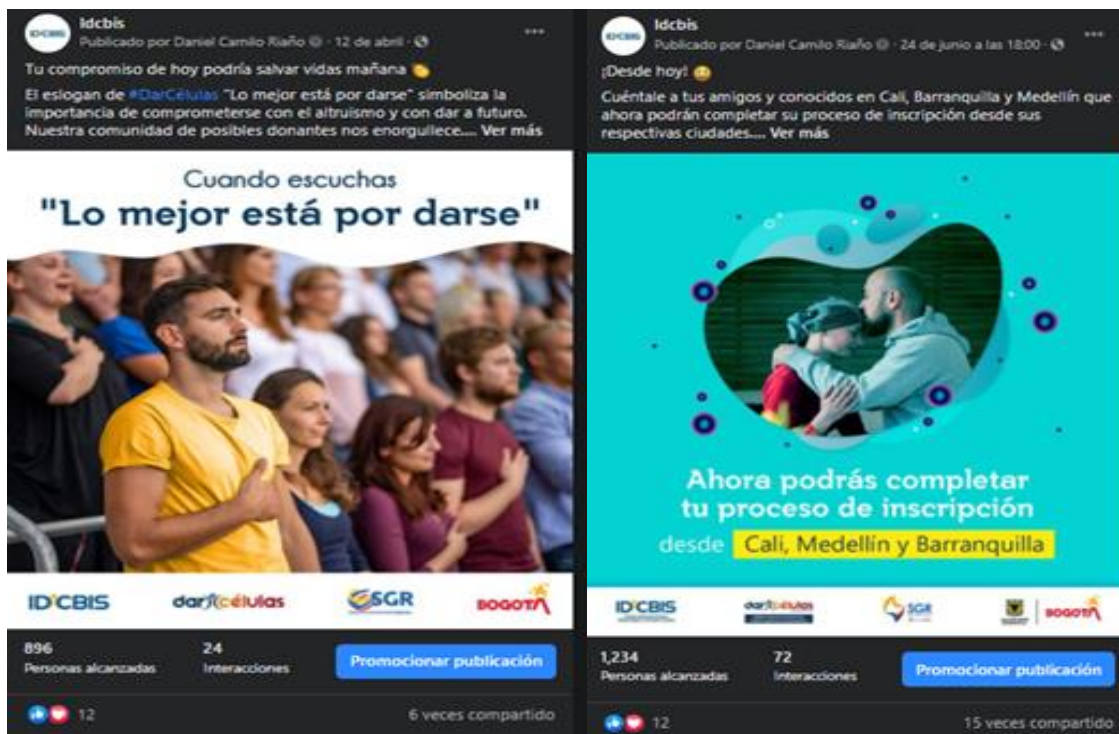 Idcbis
Publicado por Daniel Camilo Riaño · 12 de abril ·
Tu compromiso de hoy podría salvar vidas mañana
El eslogan de #DarCélulas "Lo mejor está por darse" simboliza la
importancia de comprometerse con el altruismo y con dar a futuro.
Nuestra comunidad de posibles donantes nos enorgullece.... Ver más
Cuando escuchas
"Lo mejor está por darse"
IDCBIS
darcélulas
SGR
BOGOTÁ
896
Personas alcanzadas
24
Interacciones
Promocionar publicación
12
6 veces compartido
Idcbis
Publicado por Daniel Camilo Riaño · 24 de junio a las 18:00 ·
¡Desde hoy!
Cuéntale a tus amigos y conocidos en Cali, Barranquilla y Medellín que
ahora podrán completar su proceso de inscripción desde sus
respectivas ciudades.... Ver más
Ahora podrás completar
tu proceso de inscripción
desde Cali, Medellín y Barranquilla
IDCBIS
darcélulas
SGR
BOGOTÁ
1,234
Personas alcanzadas
72
Interacciones
Promocionar publicación
12
15 veces compartido